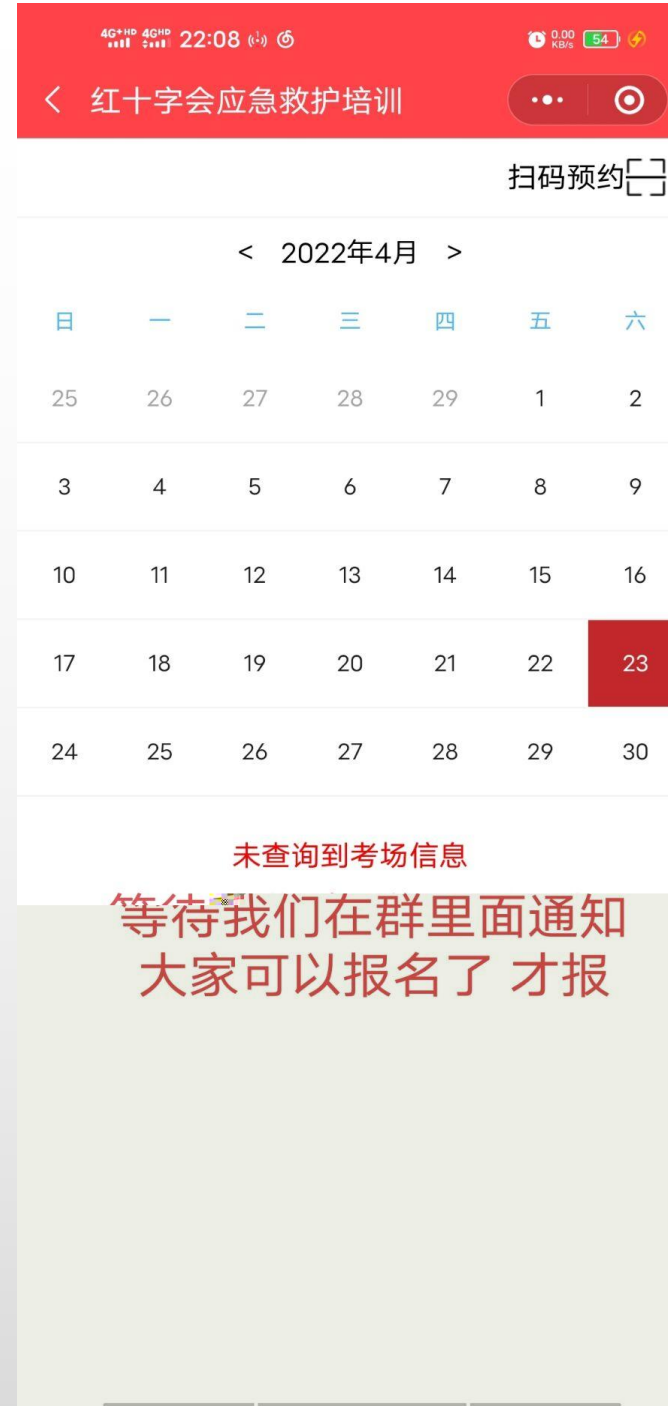 4G+HD 4GHD 22:08 0.00 KB/s 54
红十字会应急救护培训
扫码预约
< 2022年4月 >
日 一 二 三 四 五 六
25 26 27 28 29 1 2
3 4 5 6 7 8 9
10 11 12 13 14 15 16
17 18 19 20 21 22 23
24 25 26 27 28 29 30
未查询到考场信息
等待我们在群里面通知
大家可以报名了 才报